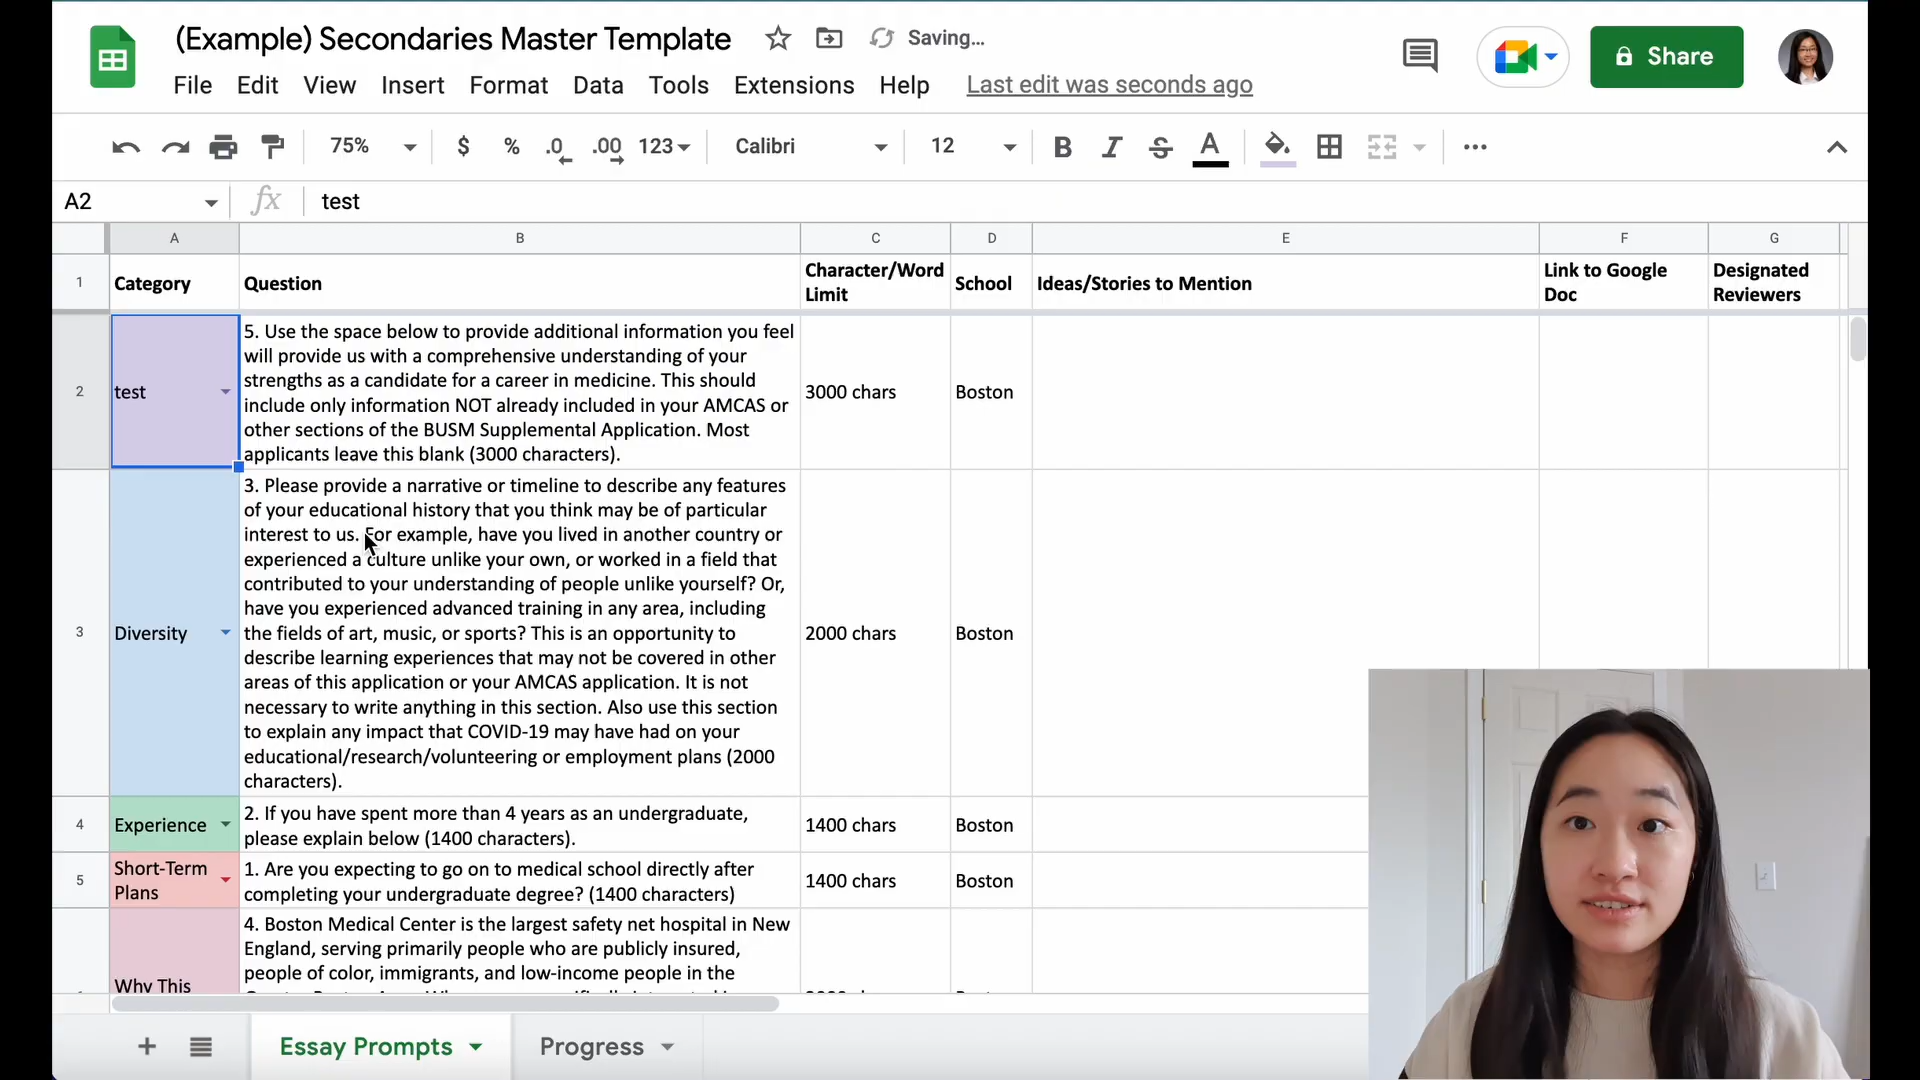 (Example) Secondaries Master Template
Saving...
Share
File Edit View Insert Format Data Tools Extensions Help Last edit was seconds ago
75% $ % .0 .00 123 Calibri 12 B I S A
A2 fx test
A B C D E F G
1 Category Question Character/Word Limit School Ideas/Stories to Mention Link to Google Doc Designated Reviewers
2 test
5. Use the space below to provide additional information you feel
will provide us with a comprehensive understanding of your
strengths as a candidate for a career in medicine. This should
include only information NOT already included in your AMCAS or
other sections of the BUSM Supplemental Application. Most
applicants leave this blank (3000 characters).
3000 chars Boston
3 Diversity
3. Please provide a narrative or timeline to describe any features
of your educational history that you think may be of particular
interest to us. For example, have you lived in another country or
experienced a culture unlike your own, or worked in a field that
contributed to your understanding of people unlike yourself? Or,
have you experienced advanced training in any area, including
the fields of art, music, or sports? This is an opportunity to
describe learning experiences that may not be covered in other
areas of this application or your AMCAS application. It is not
necessary to write anything in this section. Also use this section
to explain any impact that COVID-19 may have had on your
educational/research/volunteering or employment plans (2000
characters).
2000 chars Boston
4 Experience
2. If you have spent more than 4 years as an undergraduate,
please explain below (1400 characters).
1400 chars Boston
5 Short-Term
Plans
1. Are you expecting to go on to medical school directly after
completing your undergraduate degree? (1400 characters)
1400 chars Boston
Why This
4. Boston Medical Center is the largest safety net hospital in New
England, serving primarily people who are publicly insured,
people of color, immigrants, and low-income people in the
+ Essay Prompts Progress